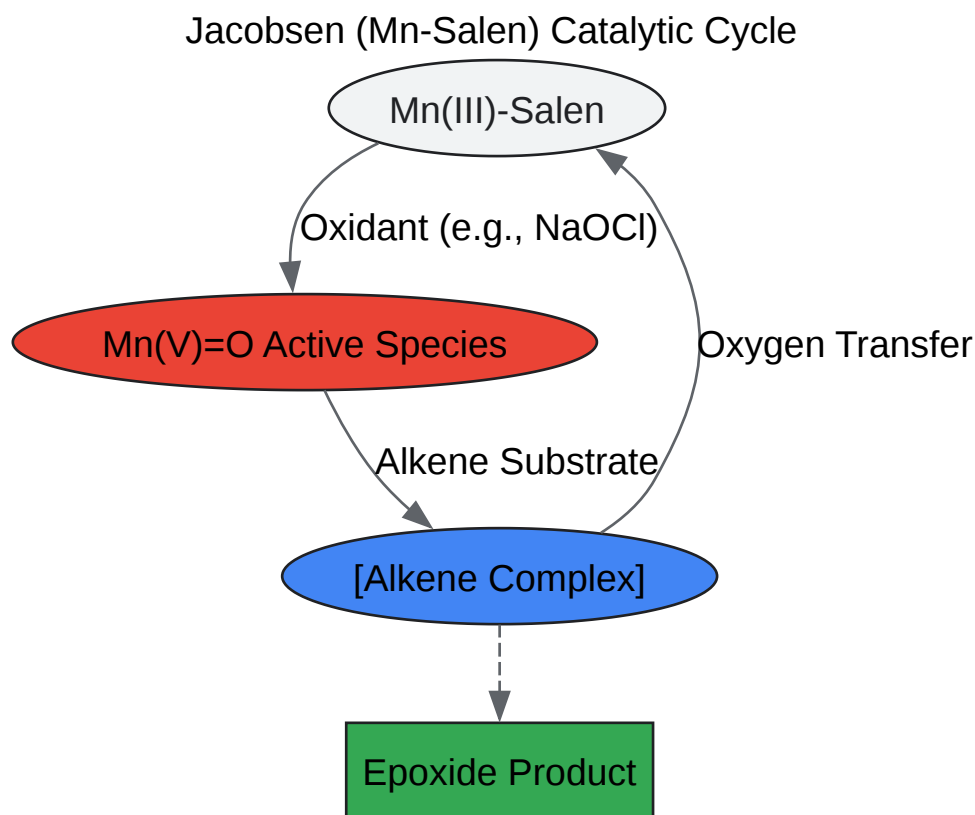 Jacobsen (Mn-Salen) Catalytic Cycle
Mn(III)-Salen
Oxidant (e.g., NaOCl)
Mn(V)=O Active Species
Oxygen Transfer
Alkene Substrate
[Alkene Complex]
Epoxide Product